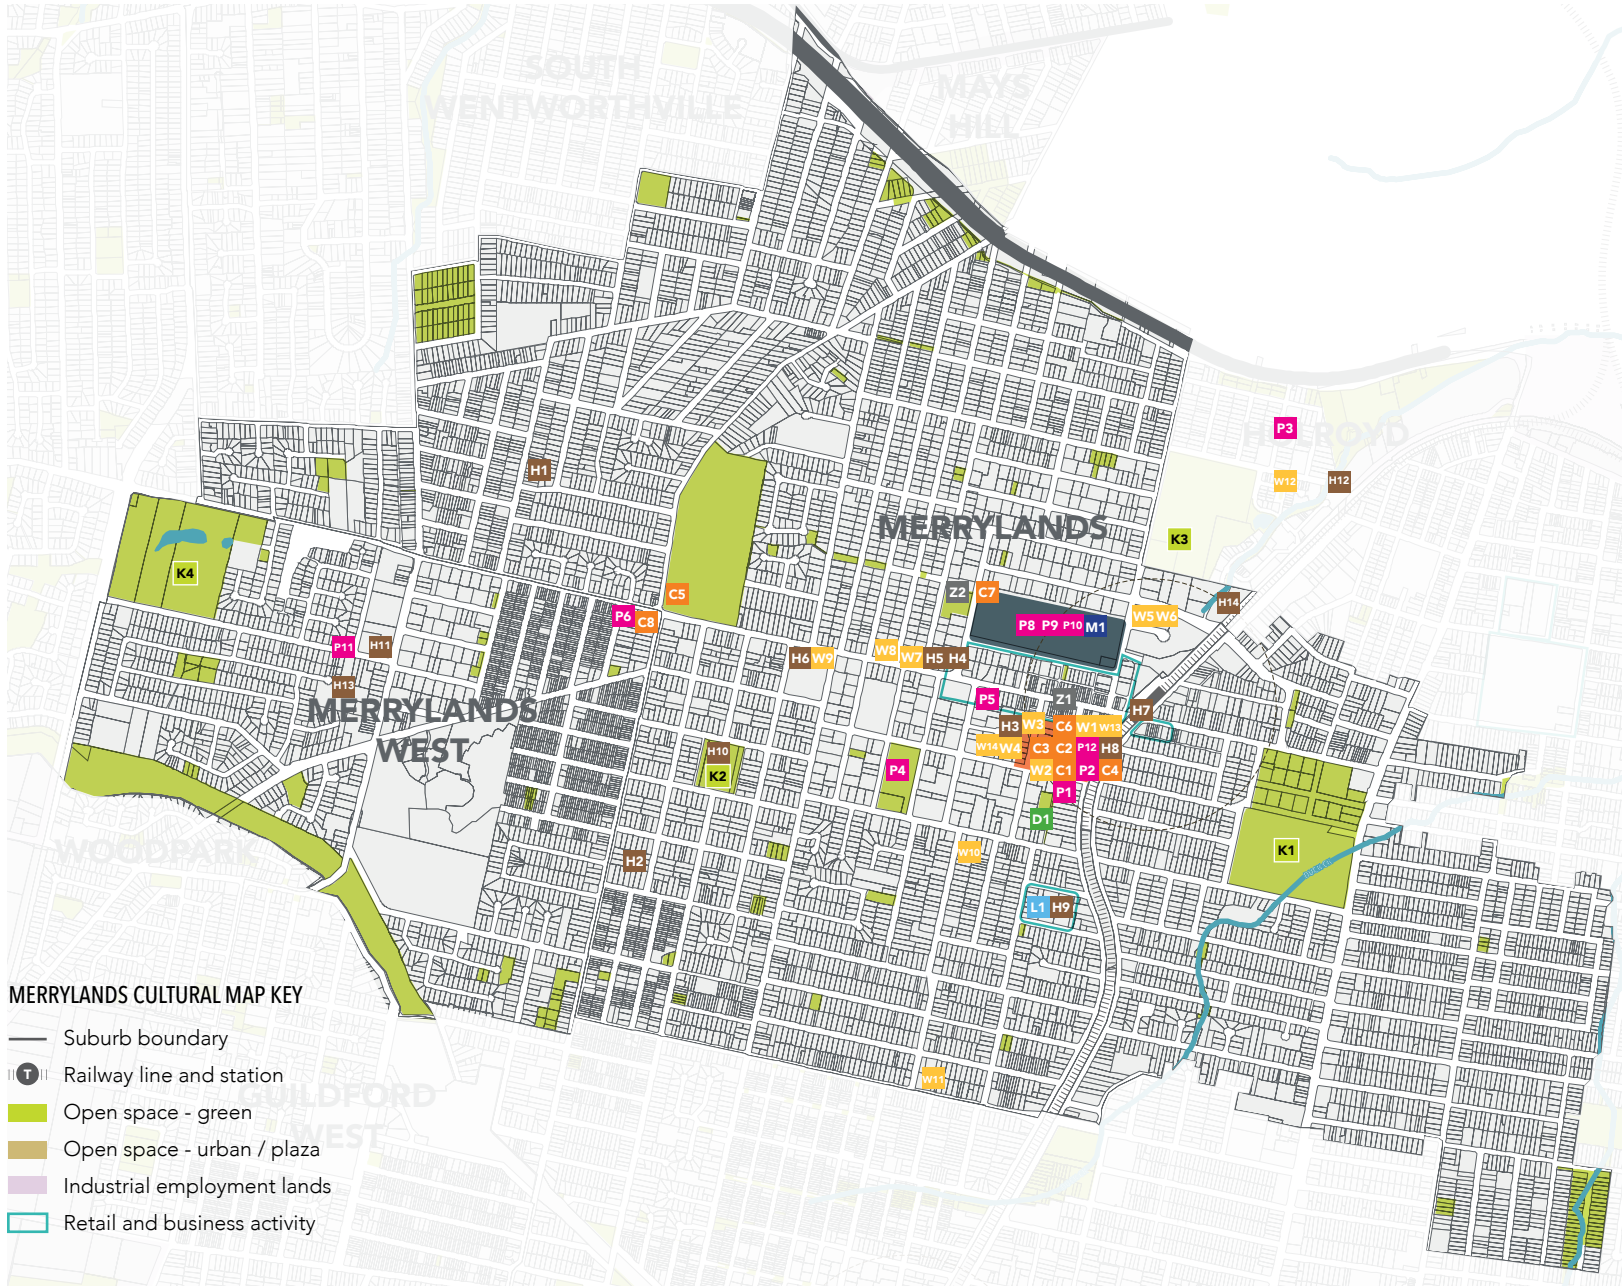 SOUTH
WENTWORTHVILLE
MAYS
HILL
P3
HOLROYD
H1
W12
H12
MERRYLANDS
K3
K4
C5
Z2
C7
H14
P6
C8
P8
P9
P10
M1
W5
W6
P11
H11
H6
W9
W8
W7
H5
H4
H13
P5
Z1
H7
MERRYLANDS
WEST
H3
W3
C6
W1
W13
W14
W4
C3
C2
P12
H8
H10
K2
P4
W2
C1
P2
C4
P1
D1
WOODPARK
W10
K1
H2
L1
H9
W11
MERRYLANDS CULTURAL MAP KEY
Suburb boundary
T
Railway line and station
Open space - green
Open space - urban / plaza
Industrial employment lands
Retail and business activity
GUILDFORD
WEST